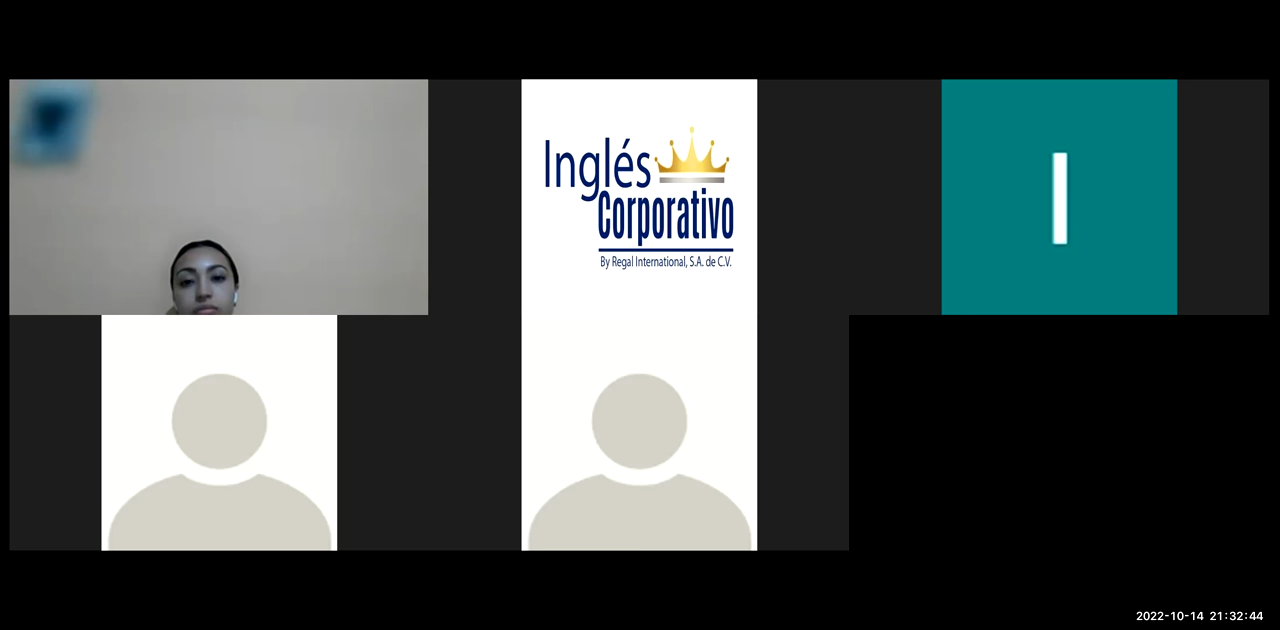 Inglés
Corporativo
By Regal International, S.A. de C.V.
I
2022-10-14 21:32:44